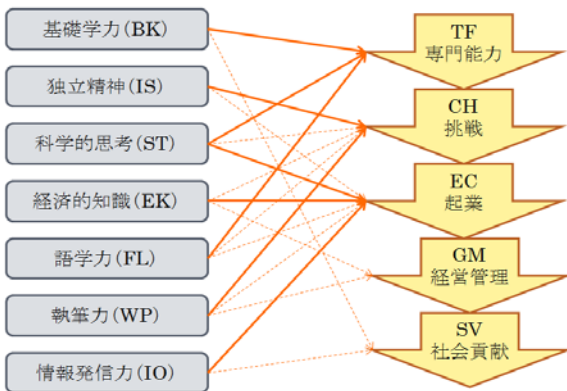 基礎学力(BK)
独立精神(IS)
科学的思考(ST)
経済的知識(EK)
語学力(FL)
執筆力(WP)
情報発信力(IO)
TF
専門能力
CH
挑戦
EC
起業
GM
経営管理
SV
社会貢献